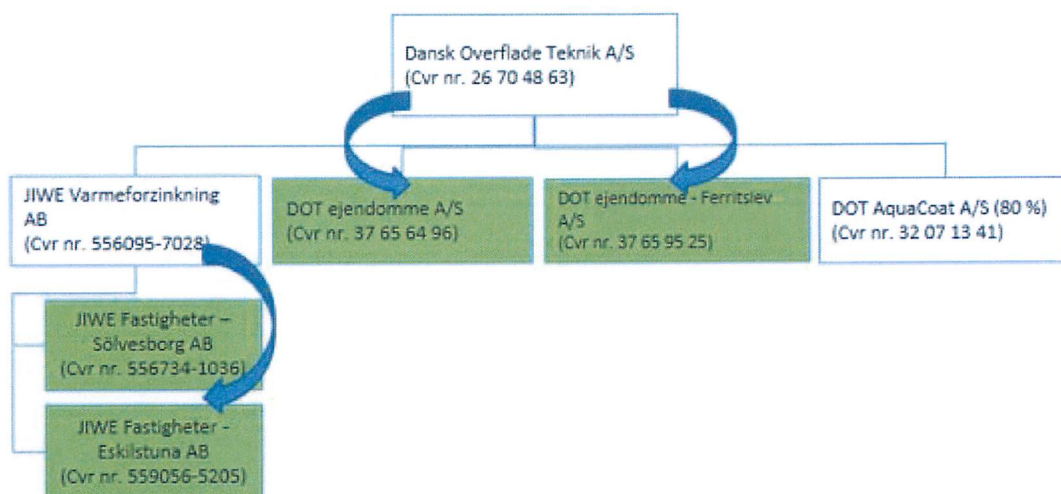 Dansk Overflade Teknik A/S
(Cvr nr. 26 70 48 63)
JIWE Varmeforzinkning
AB
(Cvr nr. 556095-7028)
DOT ejendomme A/S
(Cvr nr. 37 65 64 96)
DOT ejendomme - Ferritslev
A/S
(Cvr nr. 37 65 95 25)
DOT AquaCoat A/S (80 %)
(Cvr nr. 32 07 13 41)
JIWE Fastigheter –
Sölvesborg AB
(Cvr nr. 556734-1036)
JIWE Fastigheter -
Eskilstuna AB
(Cvr nr. 559056-5205)